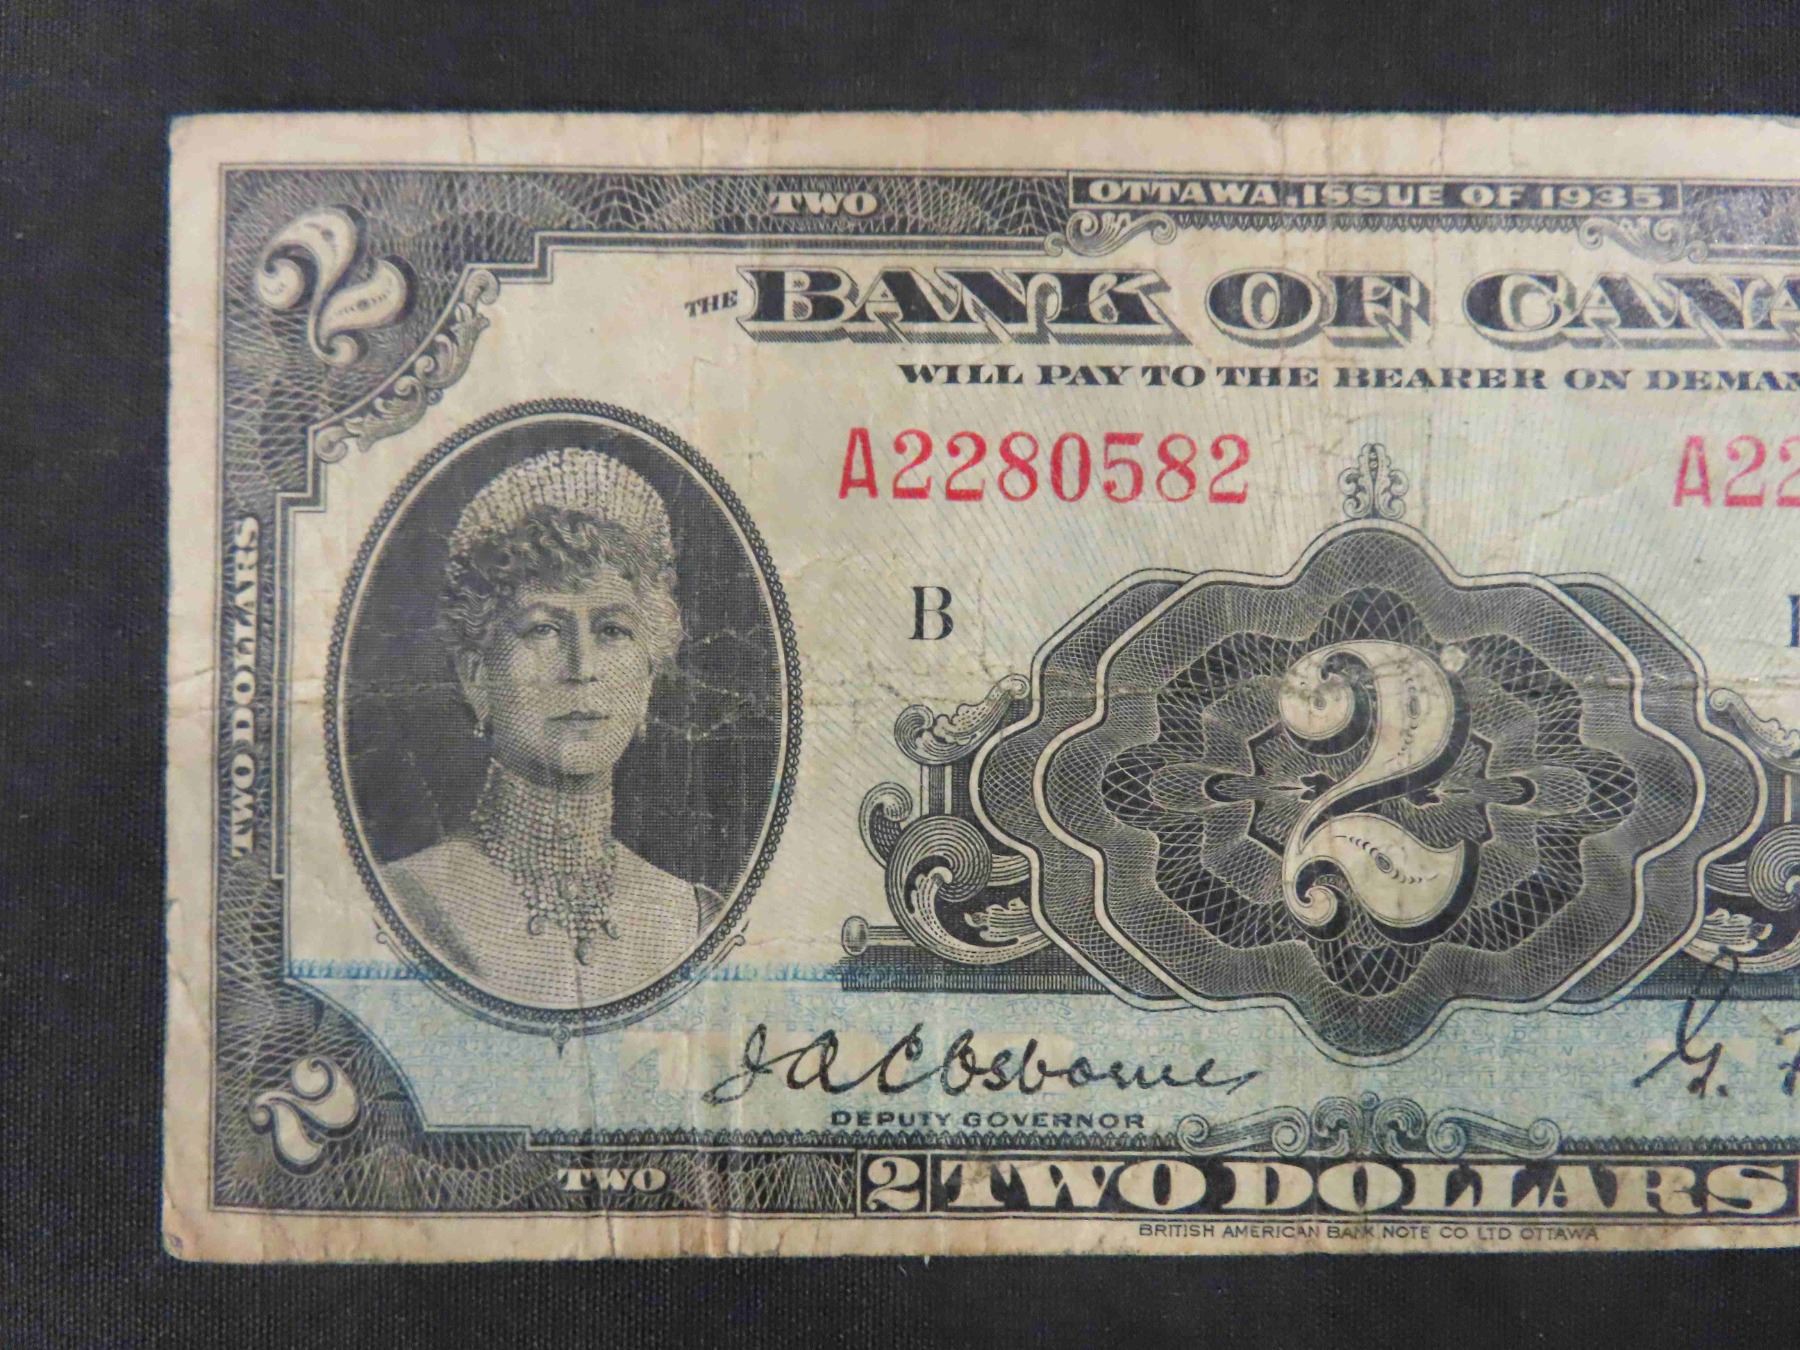 2
TWO
OTTAWA, ISSUE OF 1935
THE BANK OF CANA
WILL PAY TO THE BEARER ON DEMAN
A2280582
A22
B
TWO DOLLARS
2
J A C Osborne
G.
DEPUTY GOVERNOR
2
TWO
2 TWO DOLLARS
BRITISH AMERICAN BANK NOTE CO LTD OTTAWA